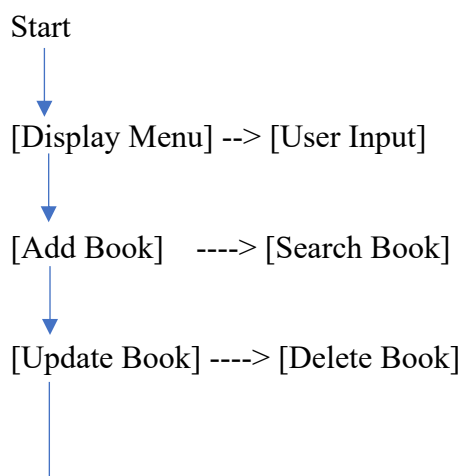 Start
[Display Menu] --> [User Input]
[Add Book] ----> [Search Book]
[Update Book] ----> [Delete Book]